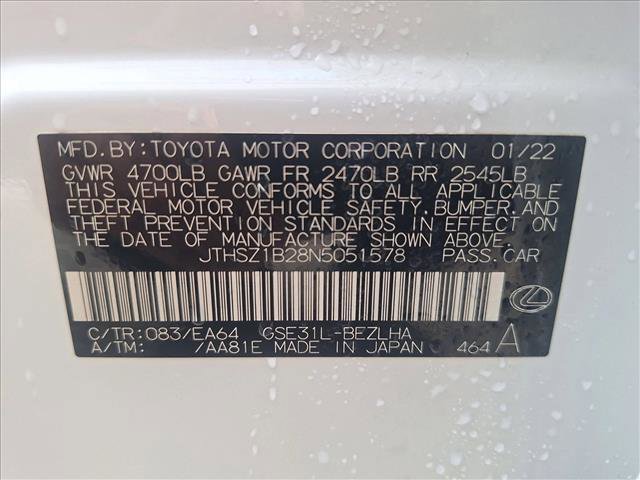 MFD.BY:TOYOTA MOTOR CORPORATION 01/22
GVWR 4700LB GAWR FR 2470LB RR 2545LB
THIS VEHICLE CONFORMS TO ALL APPLICABLE
FEDERAL MOTOR VEHICLE SAFETY,BUMPER,AND
THEFT PREVENTION STANDARDS IN EFFECT ON
THE DATE OF MANUFACTURE SHOWN ABOVE.
JTHSZ1B28N5051578 PASS.CAR
C/TR:083/EA64 GSE31L-BEZLHA
A/TM: /AA81E MADE IN JAPAN 464 A